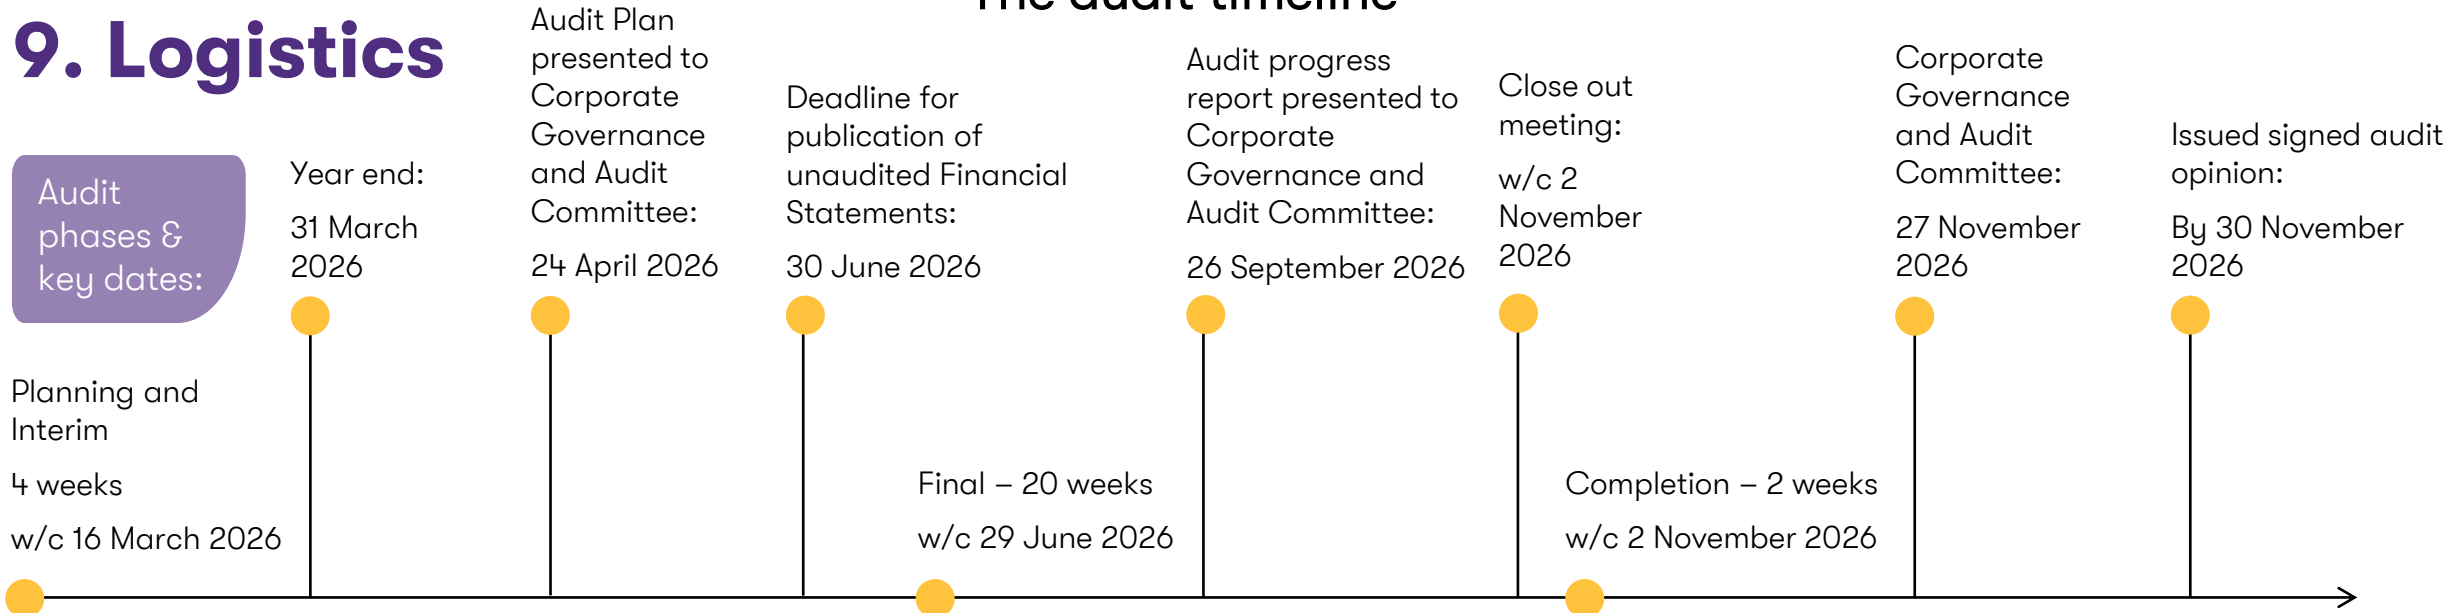 The audit timeline
9. Logistics
Audit
phases &
key dates:
Year end:
31 March
2026
Audit Plan
presented to
Corporate
Governance
and Audit
Committee:
24 April 2026
Deadline for
publication of
unaudited Financial
Statements:
30 June 2026
Audit progress
report presented to
Corporate
Governance and
Audit Committee:
26 September 2026
Close out
meeting:
w/c 2
November
2026
Corporate
Governance
and Audit
Committee:
27 November
2026
Issued signed audit
opinion:
By 30 November
2026
Planning and
Interim
4 weeks
w/c 16 March 2026
Final – 20 weeks
w/c 29 June 2026
Completion – 2 weeks
w/c 2 November 2026